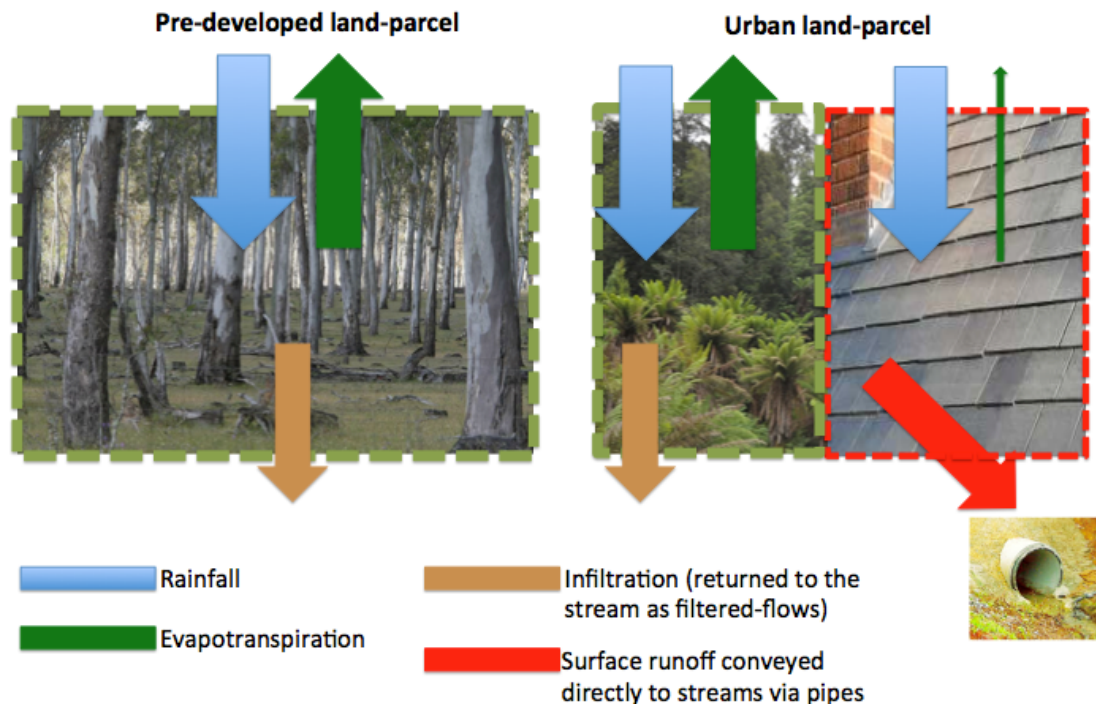 Pre-developed land-parcel
Urban land-parcel
Rainfall
Evapotranspiration
Infiltration (returned to the
stream as filtered-flows)
Surface runoff conveyed
directly to streams via pipes